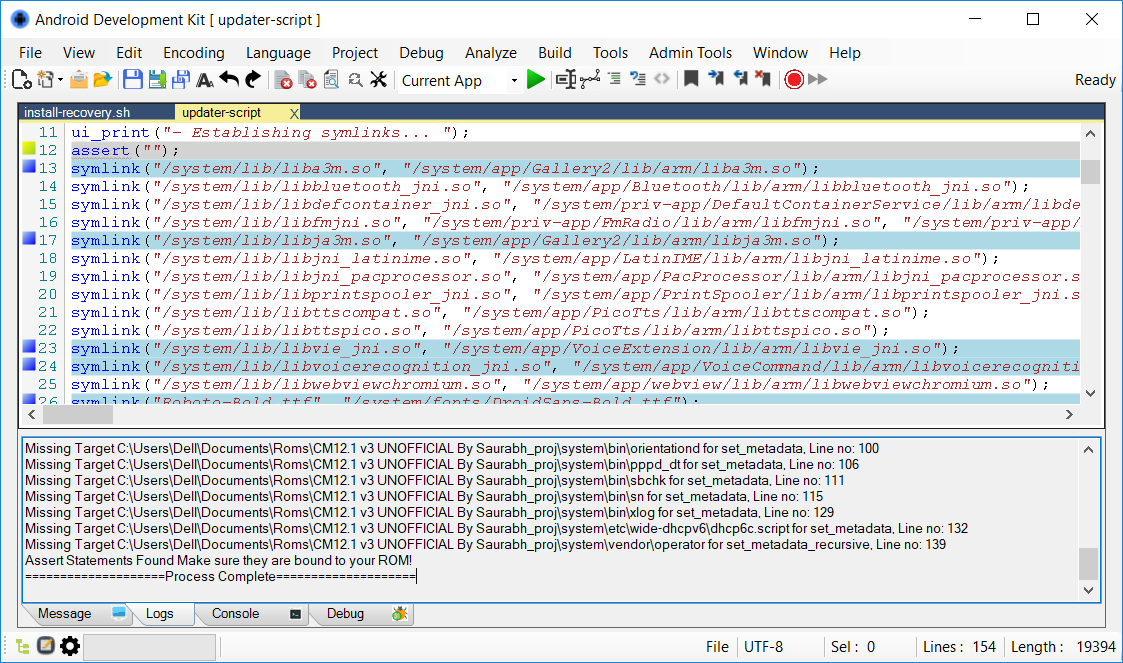 Android Development Kit [ updater-script ]
File View Edit Encoding Language Project Debug Analyze Build Tools Admin Tools Window Help
Current App
Ready
install-recovery.sh updater-script X
11 ui_print("- Establishing symlinks... ");
12 assert("");
13 symlink("/system/lib/liba3m.so", "/system/app/Gallery2/lib/arm/liba3m.so");
14 symlink("/system/lib/libbluetooth_jni.so", "/system/app/Bluetooth/lib/arm/libbluetooth_jni.so");
15 symlink("/system/lib/libdefcontainer_jni.so", "/system/priv-app/DefaultContainerService/lib/arm/libde
16 symlink("/system/lib/libfmjni.so", "/system/priv-app/FmRadio/lib/arm/libfmjni.so", "/system/priv-app/
17 symlink("/system/lib/libja3m.so", "/system/app/Gallery2/lib/arm/libja3m.so");
18 symlink("/system/lib/libjni_latinime.so", "/system/app/LatinIME/lib/arm/libjni_latinime.so");
19 symlink("/system/lib/libjni_pacprocessor.so", "/system/app/PacProcessor/lib/arm/libjni_pacprocessor.s
20 symlink("/system/lib/libprintspooler_jni.so", "/system/app/PrintSpooler/lib/arm/libprintspooler_jni.s
21 symlink("/system/lib/libttscompat.so", "/system/app/PicoTts/lib/arm/libttscompat.so");
22 symlink("/system/lib/libttspico.so", "/system/app/PicoTts/lib/arm/libttspico.so");
23 symlink("/system/lib/libvie_jni.so", "/system/app/VoiceExtension/lib/arm/libvie_jni.so");
24 symlink("/system/lib/libvoicerecognition_jni.so", "/system/app/VoiceCommand/lib/arm/libvoicerecogniti
25 symlink("/system/lib/libwebviewchromium.so", "/system/app/webview/lib/arm/libwebviewchromium.so");
26 symlink("Roboto-Bold.ttf", "/system/fonts/DroidSans-Bold.ttf");
Missing Target C:\Users\Dell\Documents\Roms\CM12.1 v3 UNOFFICIAL By Saurabh_proj\system\bin\orientationd for set_metadata, Line no: 100
Missing Target C:\Users\Dell\Documents\Roms\CM12.1 v3 UNOFFICIAL By Saurabh_proj\system\bin\pppd_dt for set_metadata, Line no: 106
Missing Target C:\Users\Dell\Documents\Roms\CM12.1 v3 UNOFFICIAL By Saurabh_proj\system\bin\sbchk for set_metadata, Line no: 111
Missing Target C:\Users\Dell\Documents\Roms\CM12.1 v3 UNOFFICIAL By Saurabh_proj\system\bin\sn for set_metadata, Line no: 115
Missing Target C:\Users\Dell\Documents\Roms\CM12.1 v3 UNOFFICIAL By Saurabh_proj\system\bin\xlog for set_metadata, Line no: 129
Missing Target C:\Users\Dell\Documents\Roms\CM12.1 v3 UNOFFICIAL By Saurabh_proj\system\etc\wide-dhcpv6\dhcp6c.script for set_metadata, Line no: 132
Missing Target C:\Users\Dell\Documents\Roms\CM12.1 v3 UNOFFICIAL By Saurabh_proj\system\vendor\operator for set_metadata_recursive, Line no: 139
Assert Statements Found Make sure they are bound to your ROM!
====================Process Complete====================
Message Logs Console Debug
File UTF-8 Sel : 0 Lines : 154 Length : 19394